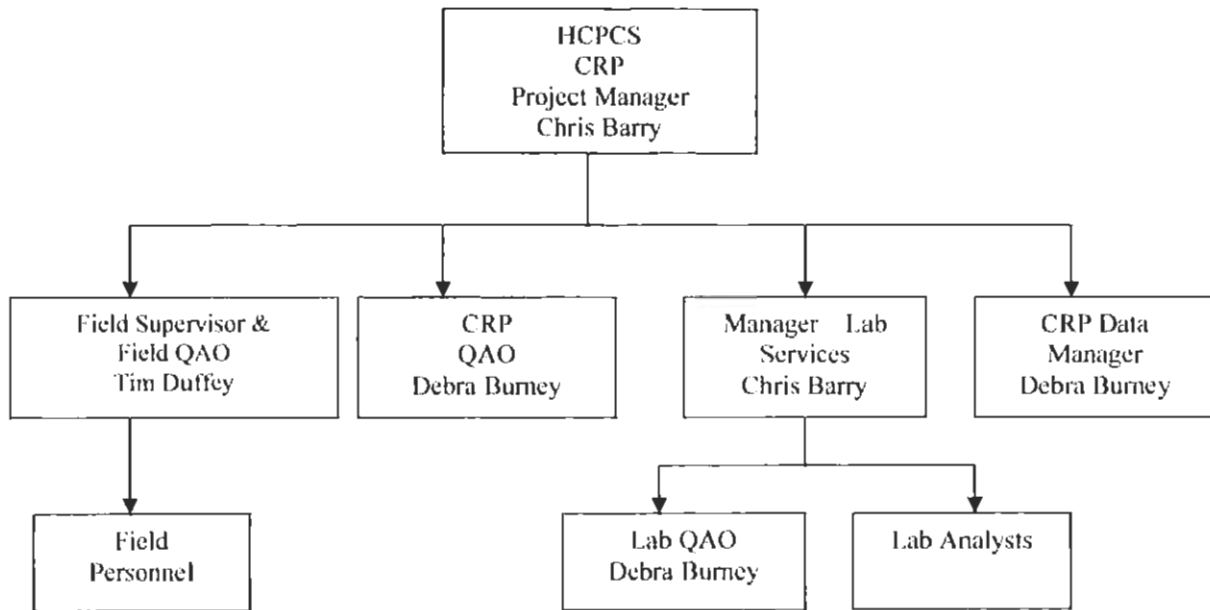 HCPCS
CRP
Project Manager
Chris Barry
Field Supervisor &
Field QAO
Tim Duffey
CRP
QAO
Debra Burney
Manager Lab
Services
Chris Barry
CRP Data
Manager
Debra Burney
Field
Personnel
Lab QAO
Debra Burney
Lab Analysts